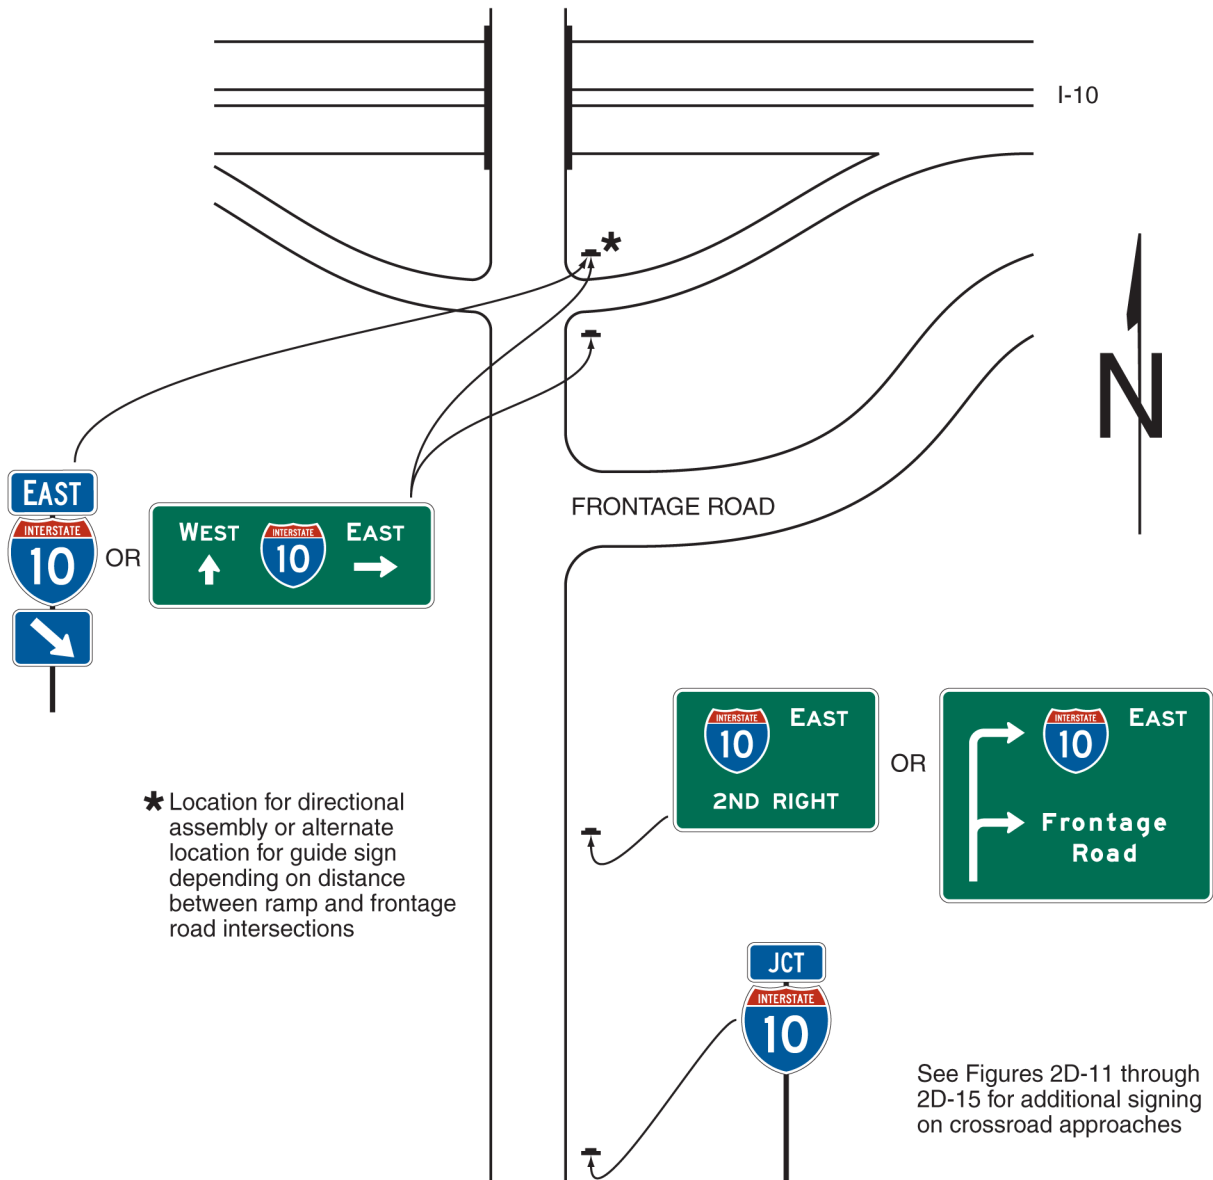 I-10
N
FRONTAGE ROAD
EAST
INTERSTATE
10
OR
WEST
INTERSTATE
10
EAST
INTERSTATE
10
EAST
2ND RIGHT
OR
INTERSTATE
10
EAST
Frontage
Road
* Location for directional
assembly or alternate
location for guide sign
depending on distance
between ramp and frontage
road intersections
*
JCT
INTERSTATE
10
See Figures 2D-11 through
2D-15 for additional signing
on crossroad approaches